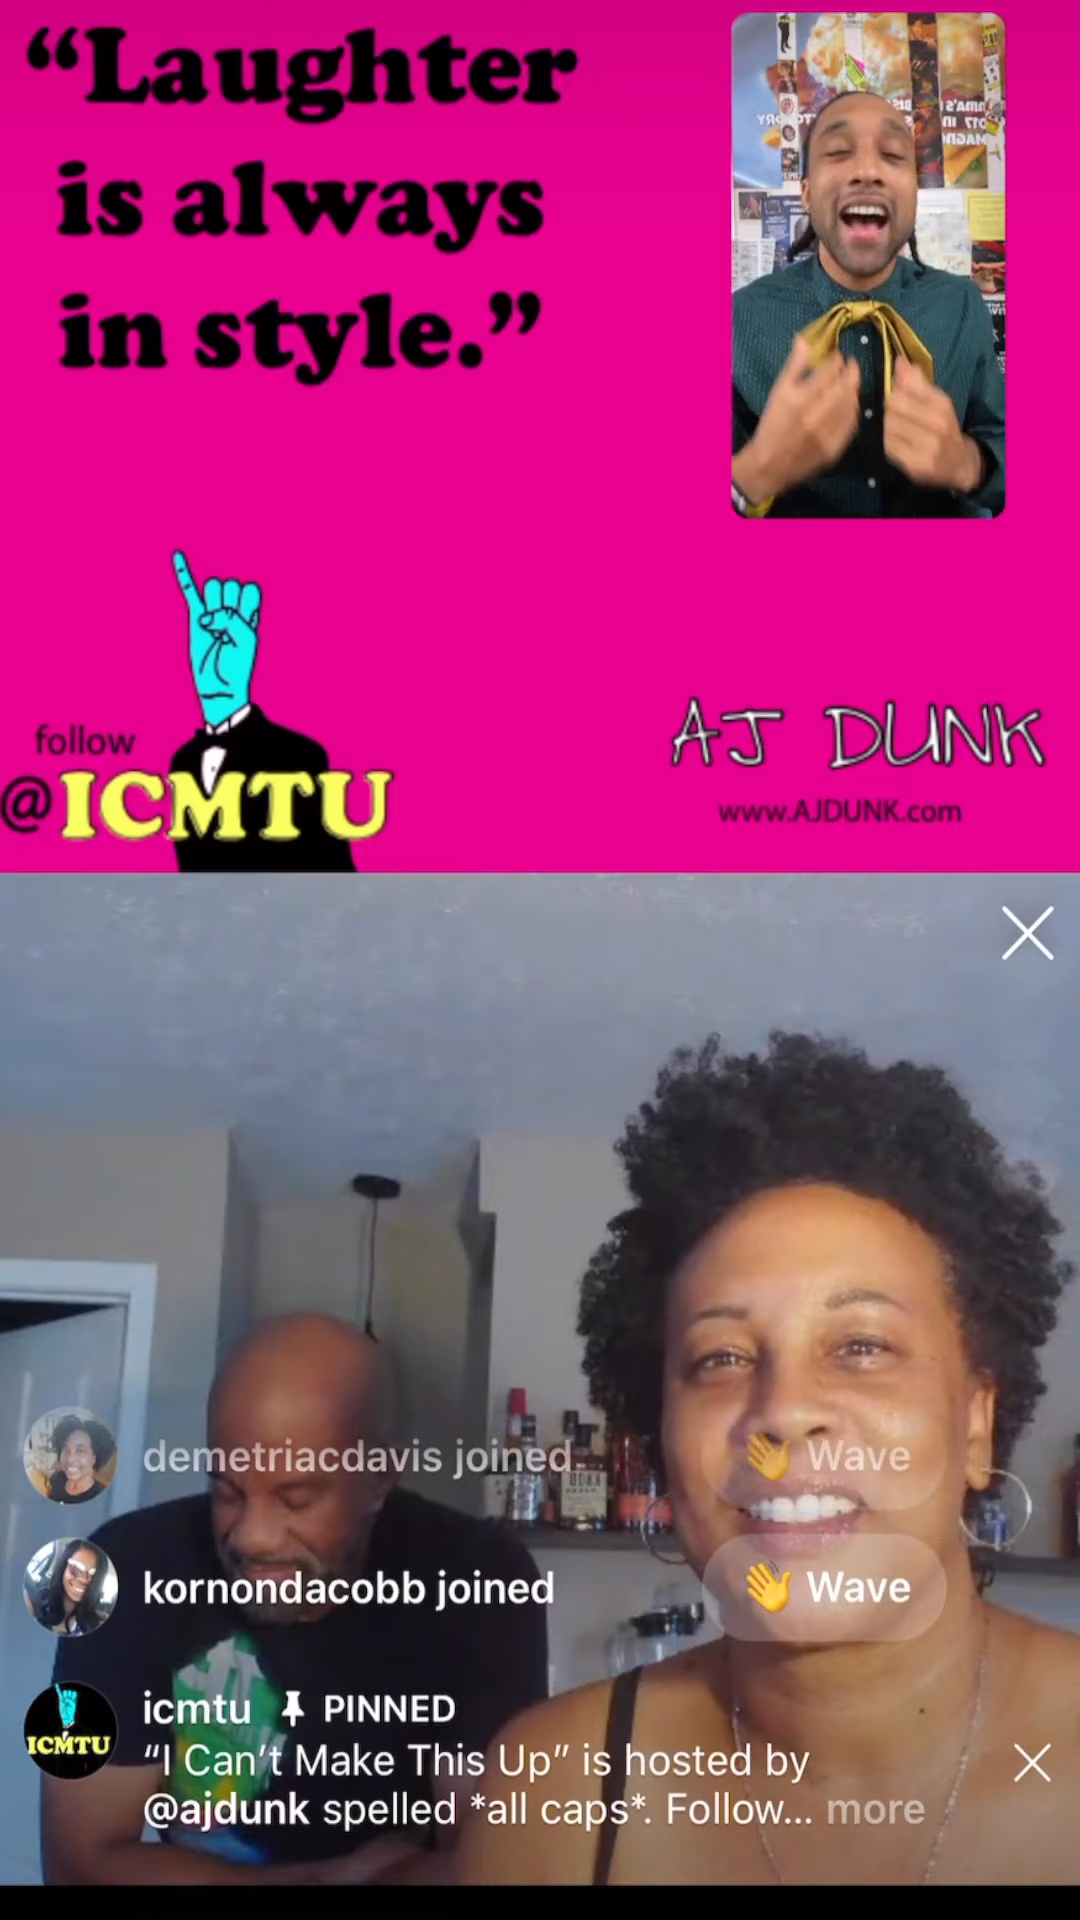 “Laughter
is always
in style.”
follow
@ICMTU
AJ DUNK
www.AJDUNK.com
demetriacdavis joined
👋 Wave
kornondacobb joined
👋 Wave
ICMTU
icmtu 📌 PINNED
“I Can’t Make This Up” is hosted by
@ajdunk spelled *all caps*. Follow... more